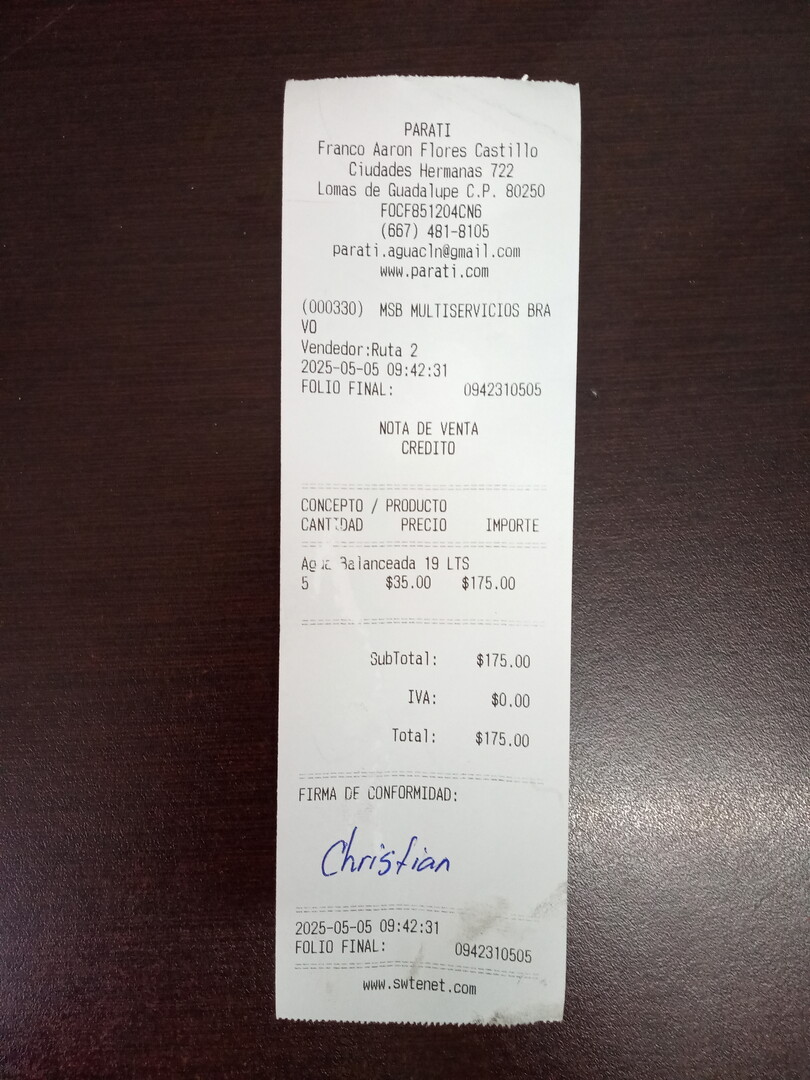 PARATI
Franco Aaron Flores Castillo
Ciudades Hermanas 722
Lomas de Guadalupe C.P. 80250
FOCF851204CN6
(667) 481-8105
parati.aguacln@gmail.com
www.parati.com
(000330) MSB MULTISERVICIOS BRA
VO
Vendedor:Ruta 2
2025-05-05 09:42:31
FOLIO FINAL: 0942310505
NOTA DE VENTA
CREDITO
CONCEPTO / PRODUCTO
CANTIDAD PRECIO IMPORTE
Agua Balanceada 19 LTS
5 $35.00 $175.00
SubTotal: $175.00
IVA: $0.00
Total: $175.00
FIRMA DE CONFORMIDAD:
Christian
2025-05-05 09:42:31
FOLIO FINAL: 0942310505
www.swtenet.com